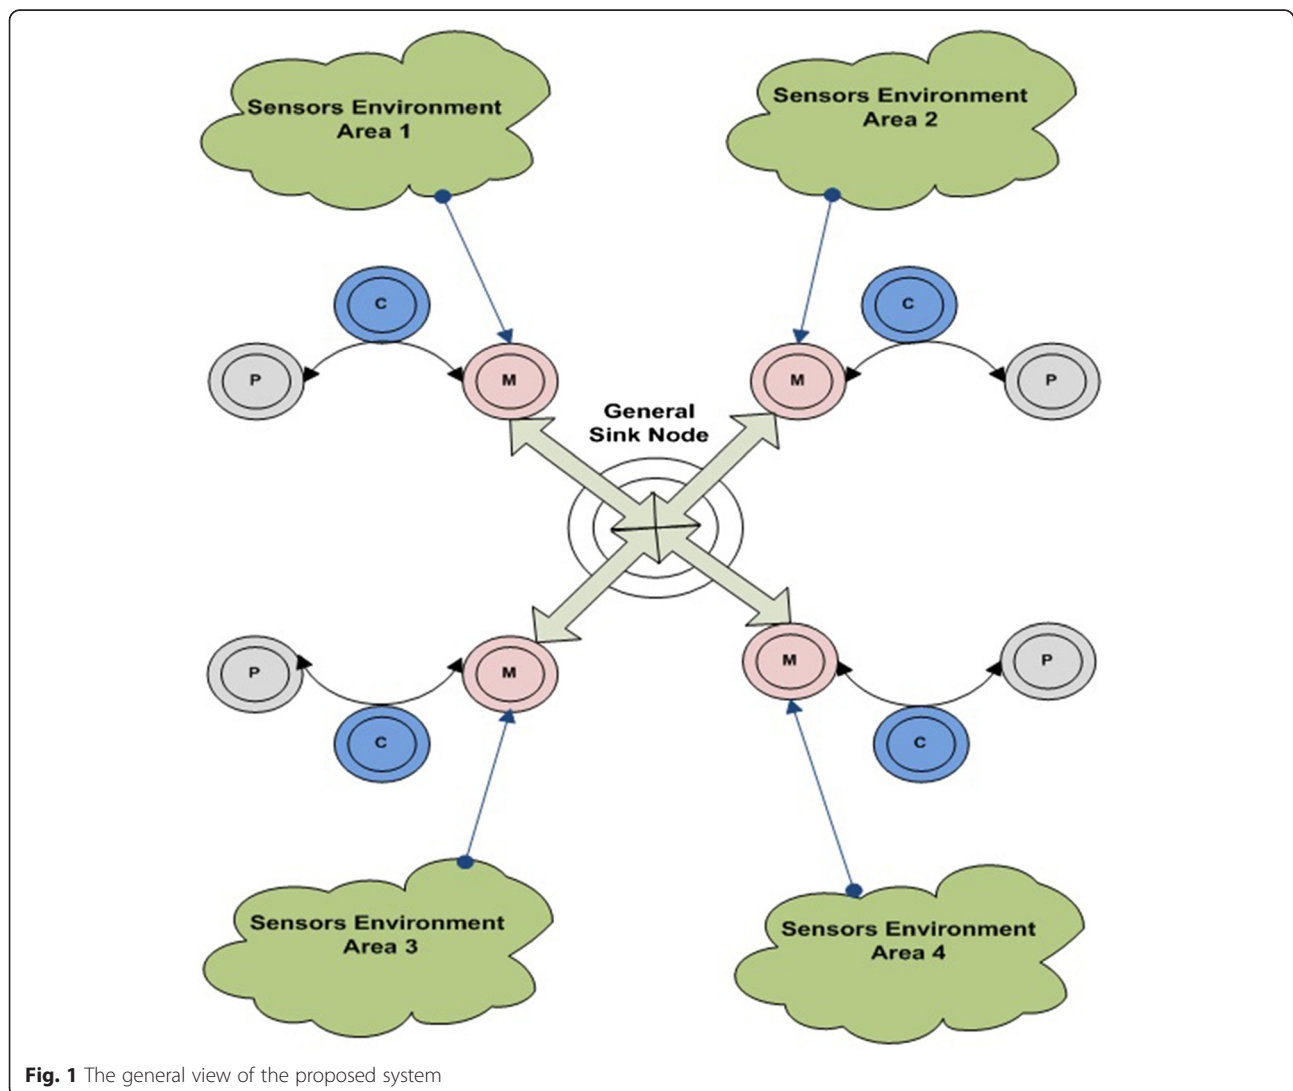 Sensors Environment
Area 1
Sensors Environment
Area 2
C
C
P
M
M
P
General
Sink Node
P
M
M
P
C
C
Sensors Environment
Area 3
Sensors Environment
Area 4
Fig. 1 The general view of the proposed system